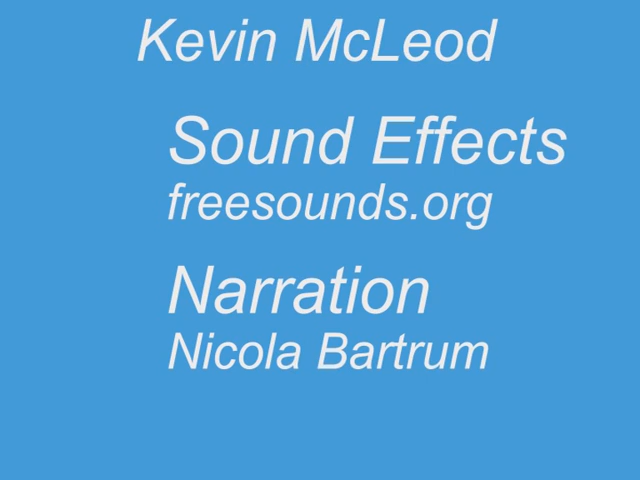 Kevin McLeod
Sound Effects
freesounds.org
Narration
Nicola Bartrum